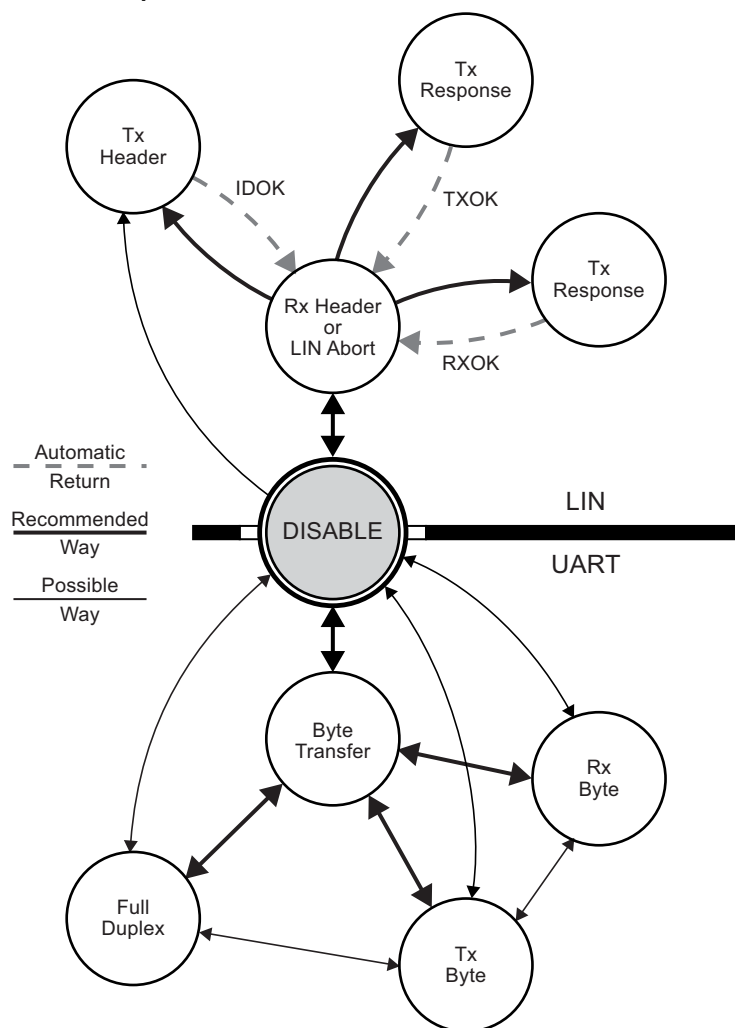 Tx
Response
Tx
Header
IDOK
TXOK
Tx
Response
Rx Header
or
LIN Abort
RXOK
Automatic
Return
Recommended
Way
Possible
Way
DISABLE
LIN
UART
Byte
Transfer
Rx
Byte
Full
Duplex
Tx
Byte